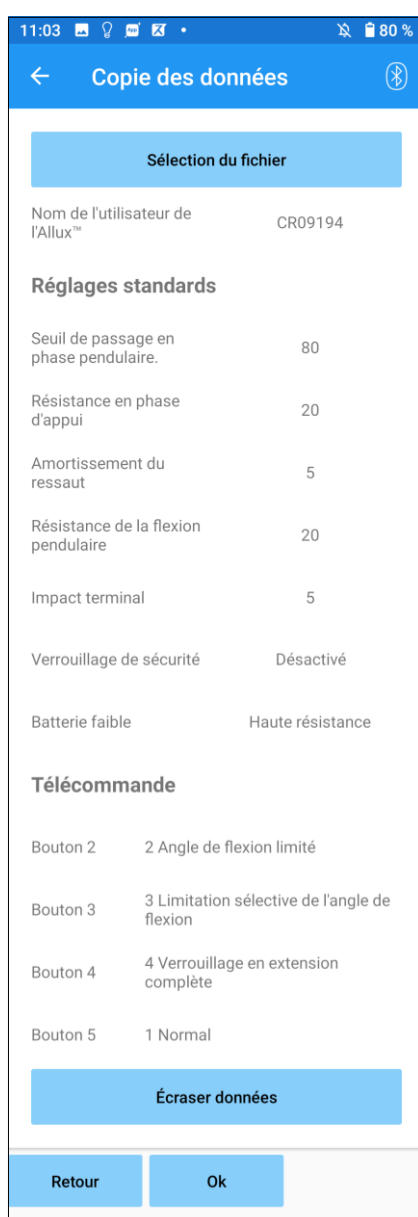 11:03 80 %
Copie des données
Sélection du fichier
Nom de l'utilisateur de
l'Allux™ CR09194
Réglages standards
Seuil de passage en
phase pendulaire. 80
Résistance en phase
d'appui 20
Amortissement du
ressaut 5
Résistance de la flexion
pendulaire 20
Impact terminal 5
Verrouillage de sécurité Désactivé
Batterie faible Haute résistance
Télécommande
Bouton 2 2 Angle de flexion limité
Bouton 3 3 Limitation sélective de l'angle de
flexion
Bouton 4 4 Verrouillage en extension
complète
Bouton 5 1 Normal
Écraser données
Retour Ok